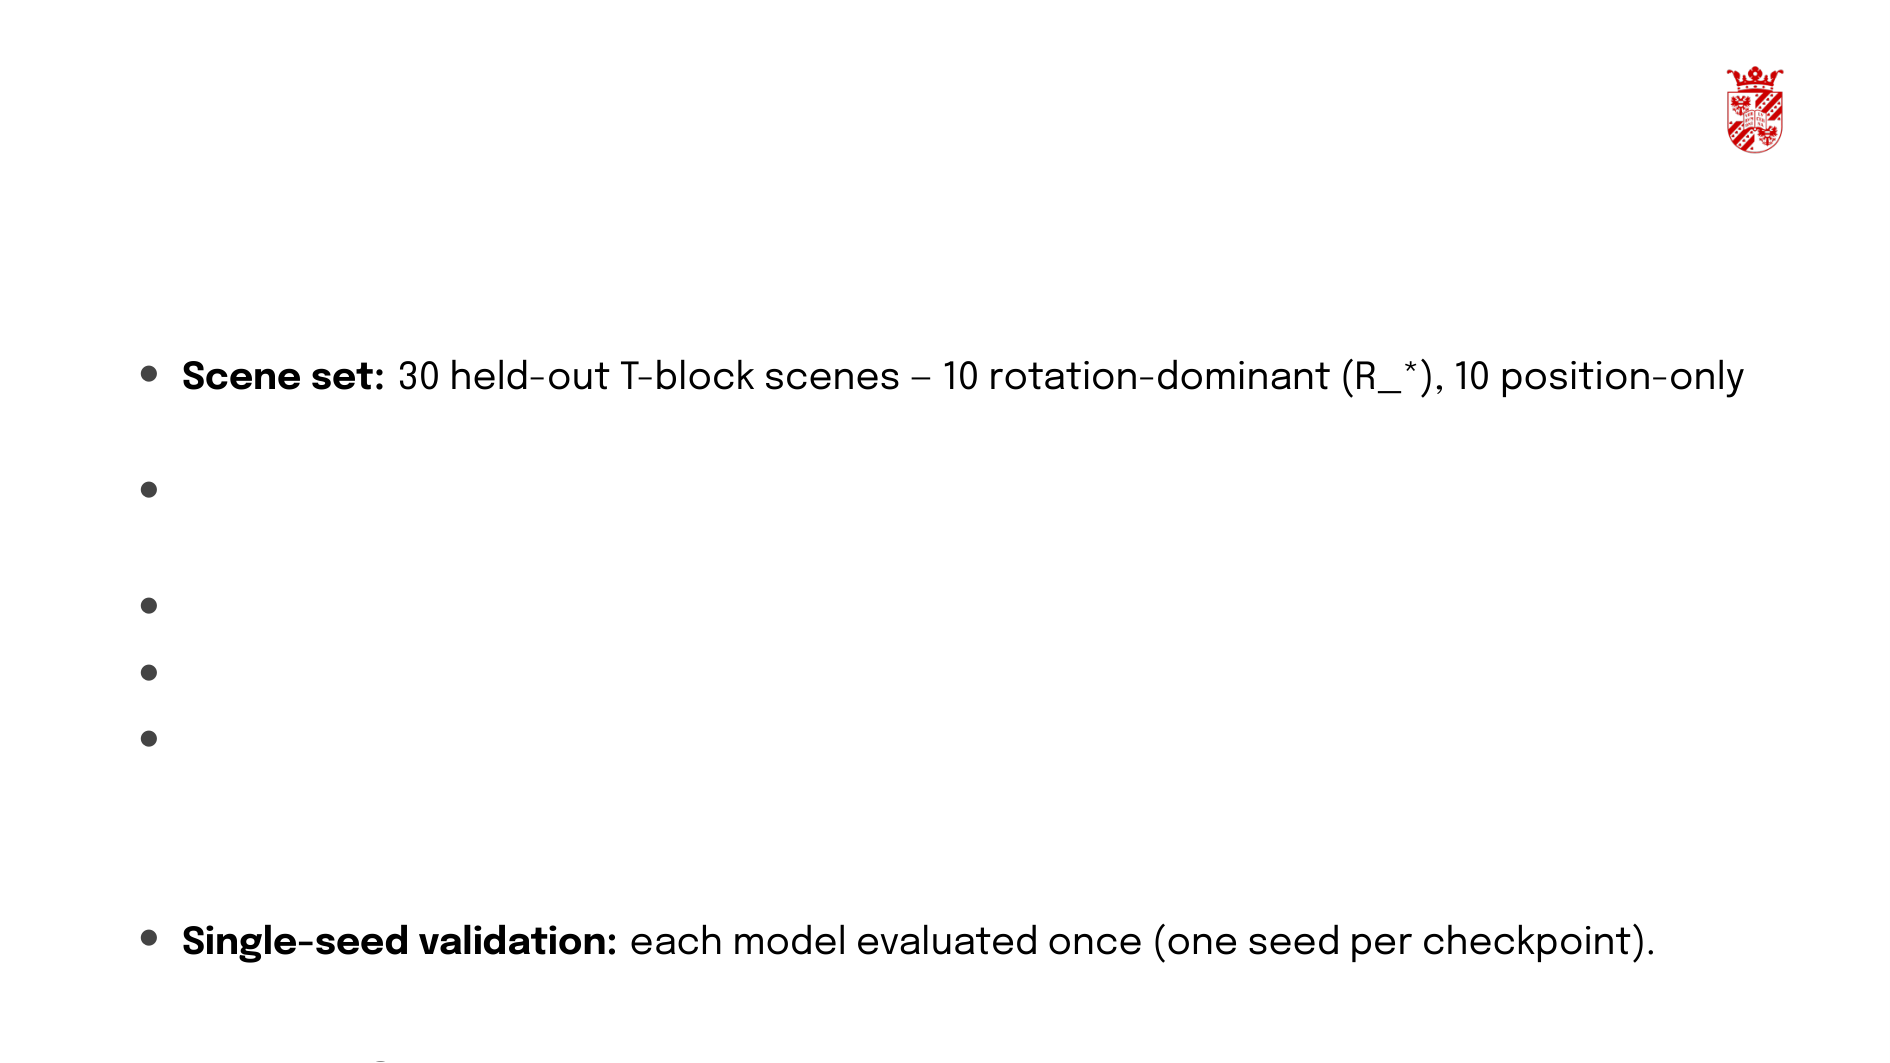 • Scene set: 30 held-out T-block scenes – 10 rotation-dominant (R_*), 10 position-only
•
•
•
•
• Single-seed validation: each model evaluated once (one seed per checkpoint).